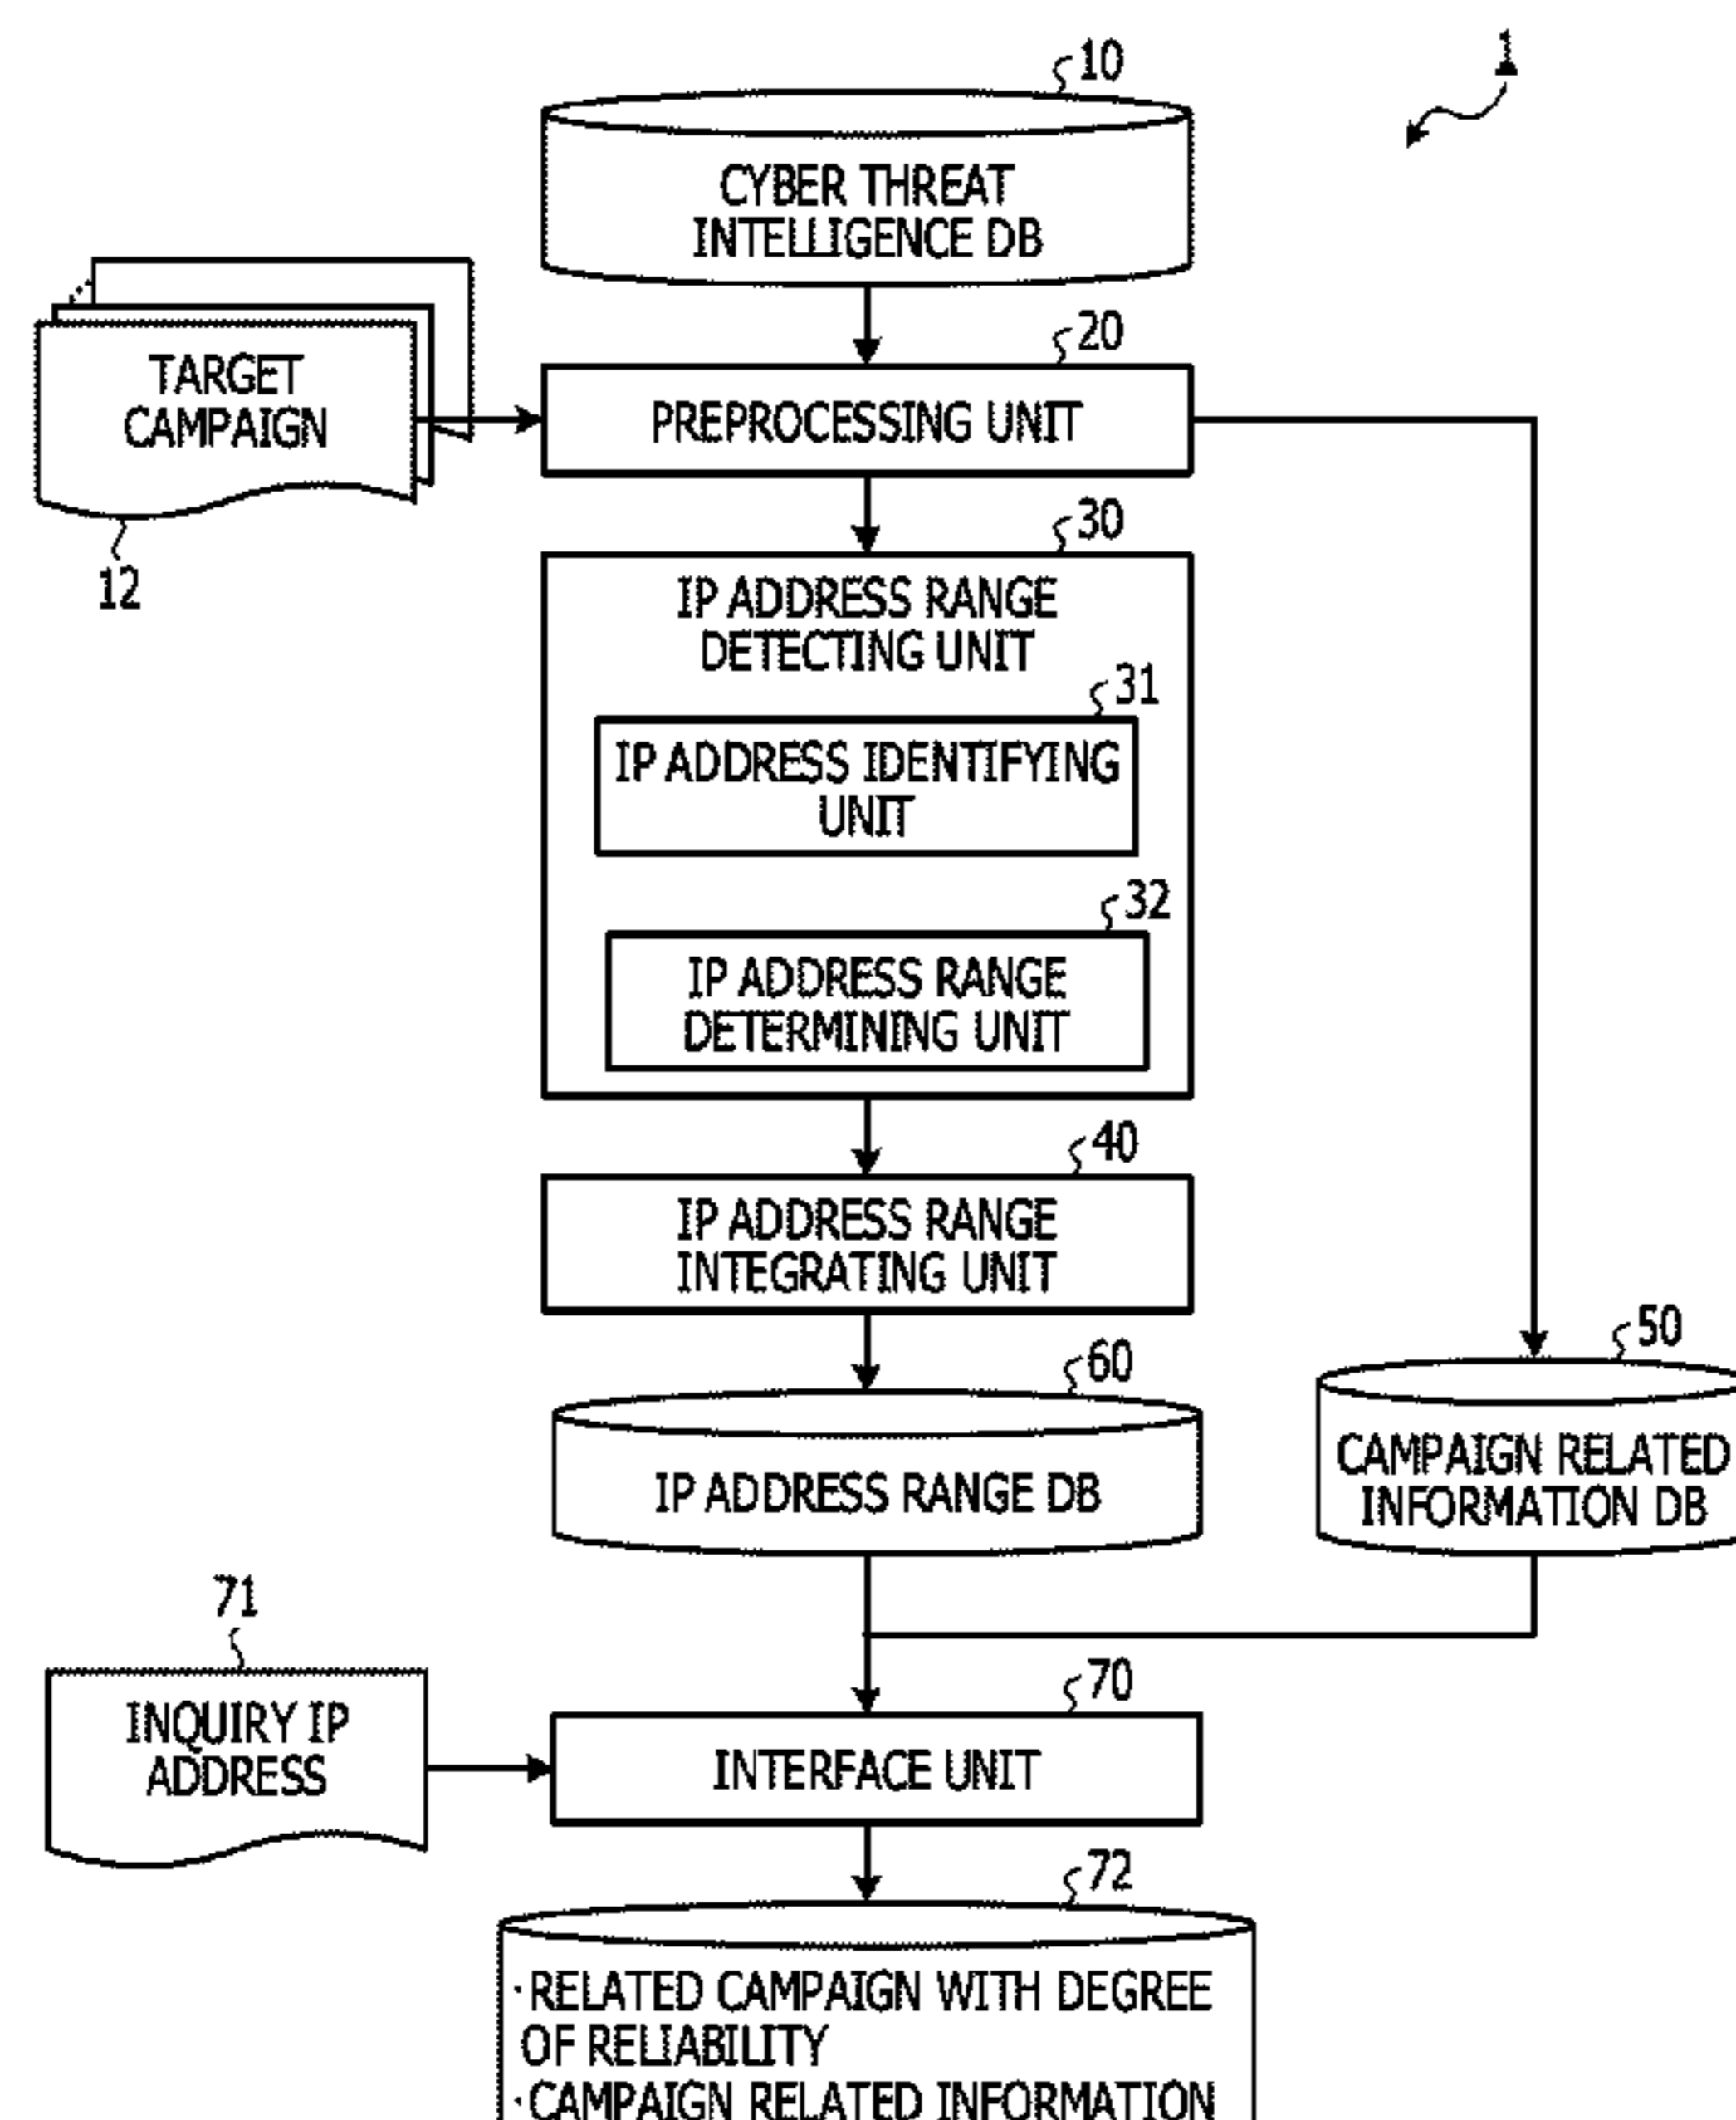 1
10
CYBER THREAT
INTELLIGENCE DB
TARGET
CAMPAIGN
12
20
PREPROCESSING UNIT
30
IP ADDRESS RANGE
DETECTING UNIT
31
IP ADDRESS IDENTIFYING
UNIT
32
IP ADDRESS RANGE
DETERMINING UNIT
40
IP ADDRESS RANGE
INTEGRATING UNIT
50
CAMPAIGN RELATED
INFORMATION DB
60
IP ADDRESS RANGE DB
71
INQUIRY IP
ADDRESS
70
INTERFACE UNIT
72
·RELATED CAMPAIGN WITH DEGREE
OF RELIABILITY
·CAMPAIGN RELATED INFORMATION